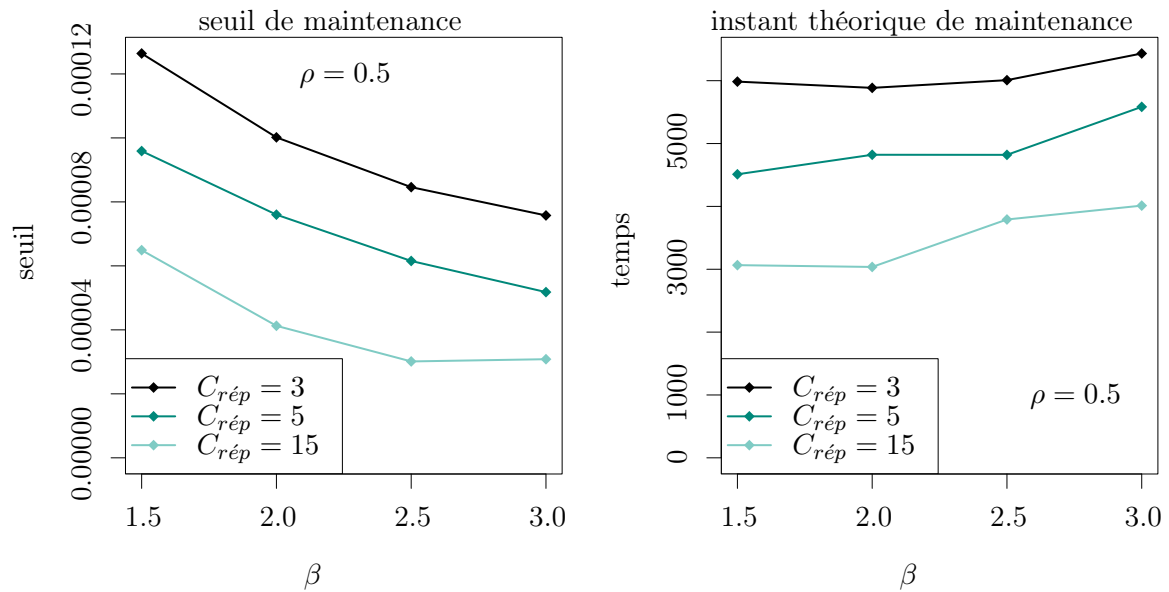 seuil de maintenance
seuil
0.00012
0.00008
0.00004
0.00000
ρ = 0.5
C_rép = 3
C_rép = 5
C_rép = 15
1.5 2.0 2.5 3.0
β
instant théorique de maintenance
temps
5000
3000
1000
0
C_rép = 3
C_rép = 5
C_rép = 15
ρ = 0.5
1.5 2.0 2.5 3.0
β